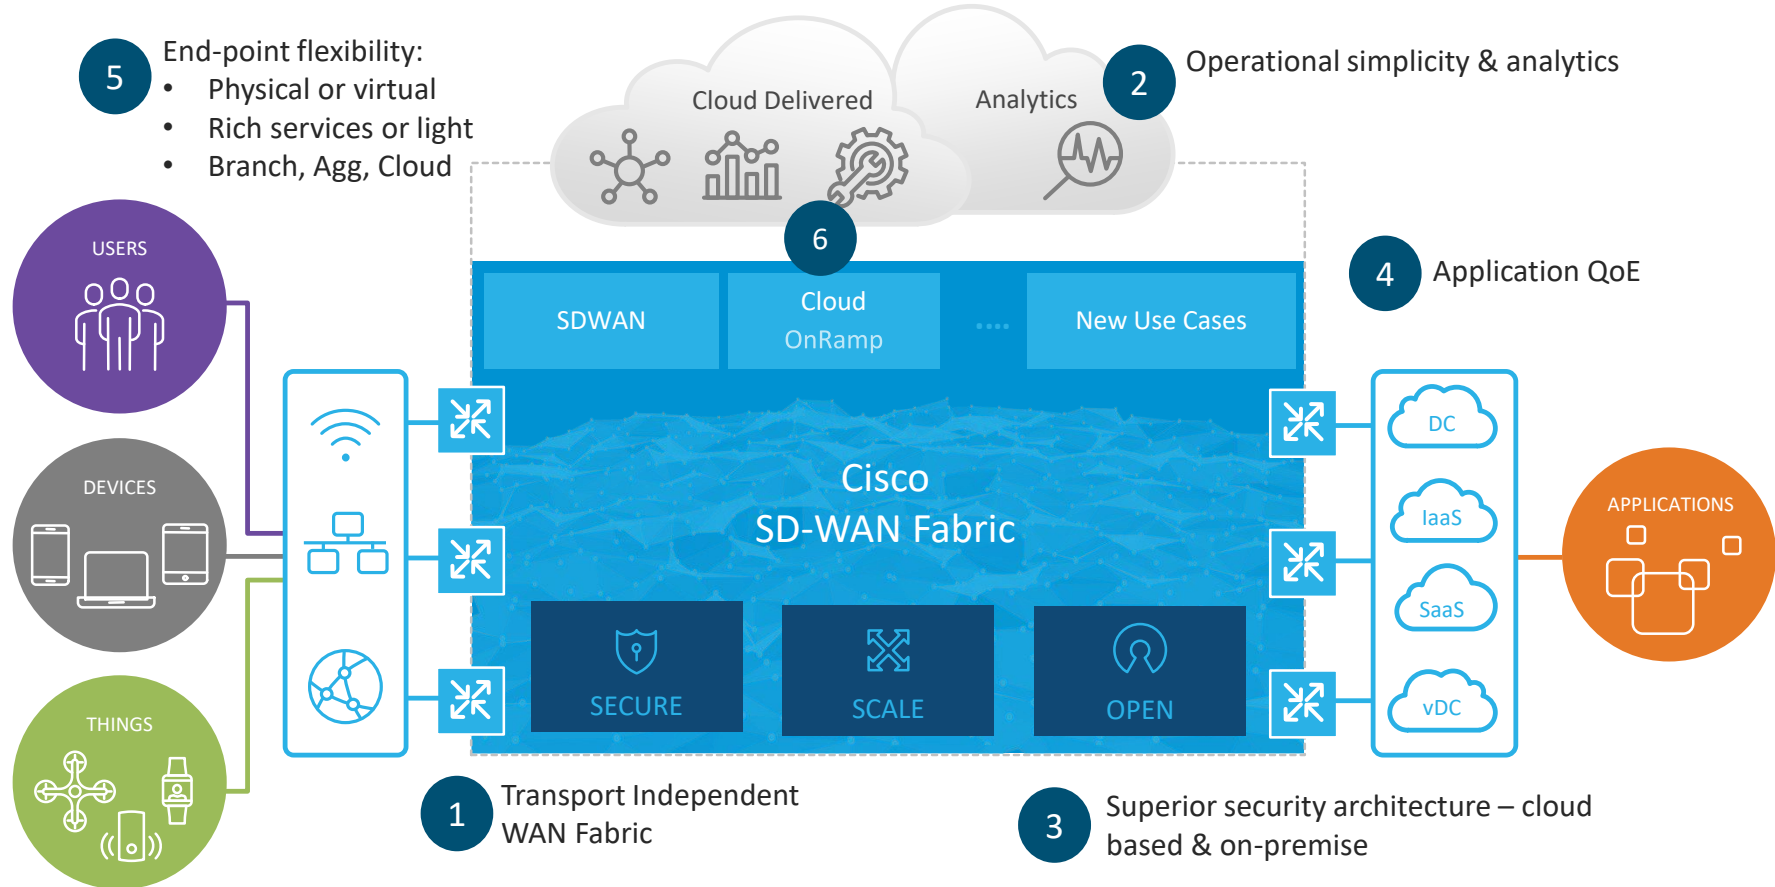 5
End-point flexibility:
• Physical or virtual
• Rich services or light
• Branch, Agg, Cloud
Cloud Delivered
Analytics
2
Operational simplicity & analytics
6
4
Application QoE
USERS
DEVICES
THINGS
SDWAN
Cloud
OnRamp
....
New Use Cases
Cisco
SD-WAN Fabric
SECURE
SCALE
OPEN
DC
IaaS
SaaS
vDC
APPLICATIONS
1
Transport Independent
WAN Fabric
3
Superior security architecture – cloud
based & on-premise